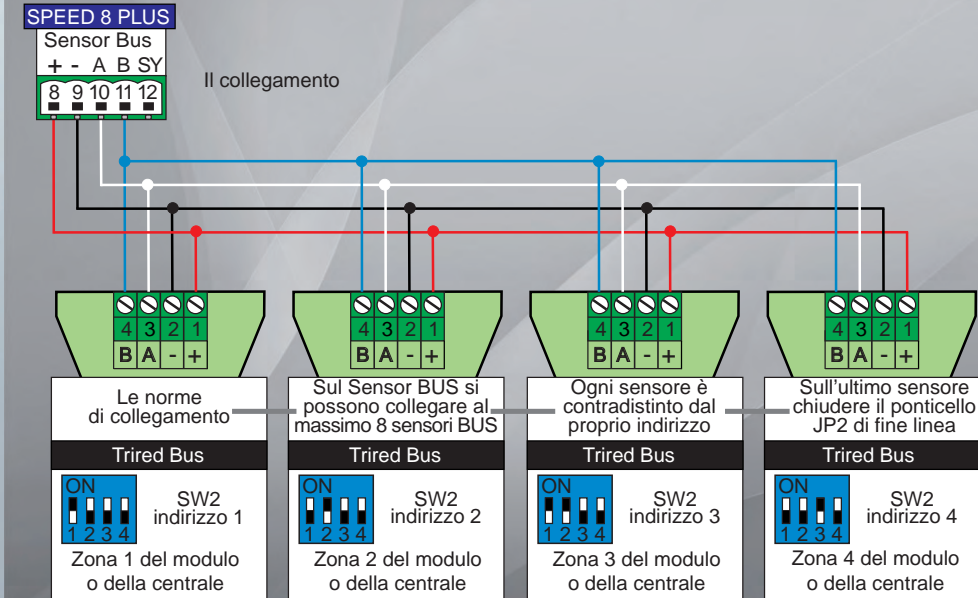 SPEED 8 PLUS
Sensor Bus
+ - A B SY
8 9 10 11 12
Il collegamento
4 3 2 1
B A - +
4 3 2 1
B A - +
4 3 2 1
B A - +
4 3 2 1
B A - +
Le norme
di collegamento
Sul Sensor BUS si
possono collegare al
massimo 8 sensori BUS
Ogni sensore è
contradistinto dal
proprio indirizzo
Sull'ultimo sensore
chiudere il ponticello
JP2 di fine linea
Trired Bus
Trired Bus
Trired Bus
Trired Bus
ON
1 2 3 4
SW2
indirizzo 1
ON
1 2 3 4
SW2
indirizzo 2
ON
1 2 3 4
SW2
indirizzo 3
ON
1 2 3 4
SW2
indirizzo 4
Zona 1 del modulo
o della centrale
Zona 2 del modulo
o della centrale
Zona 3 del modulo
o della centrale
Zona 4 del modulo
o della centrale